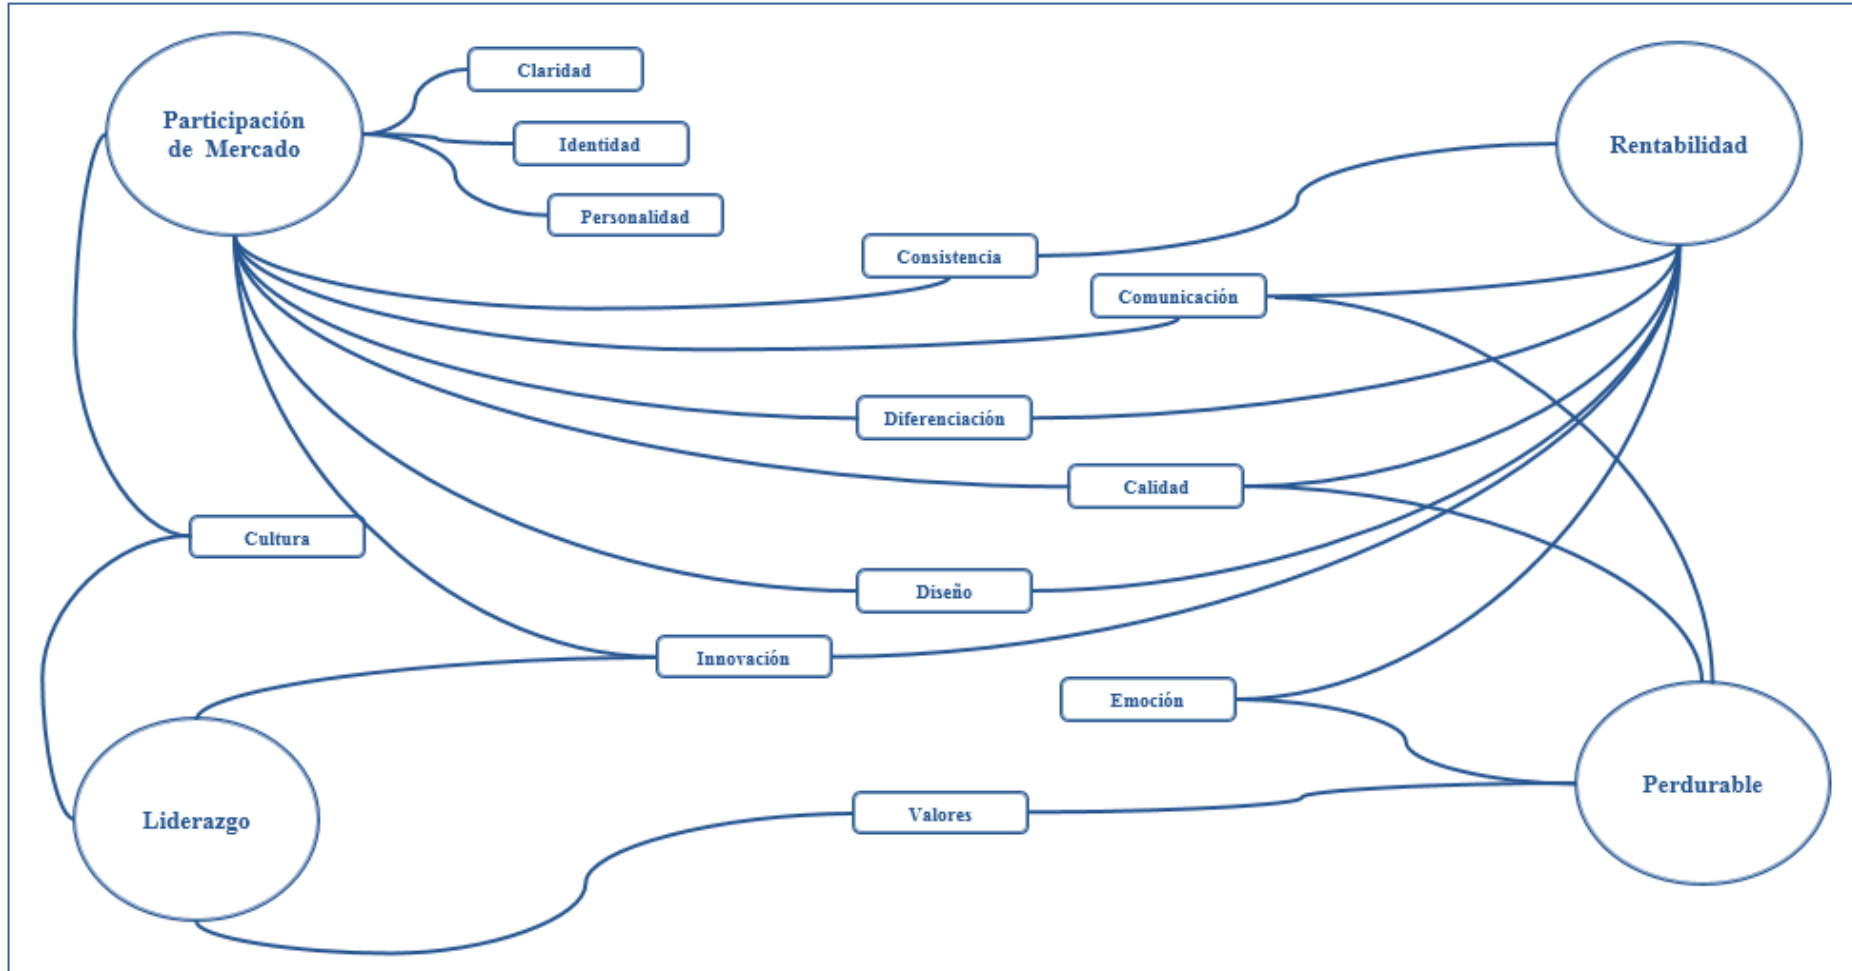 Participación
de Mercado
Claridad
Identidad
Personalidad
Rentabilidad
Consistencia
Comunicación
Diferenciación
Calidad
Cultura
Diseño
Innovación
Emoción
Perdurable
Valores
Liderazgo